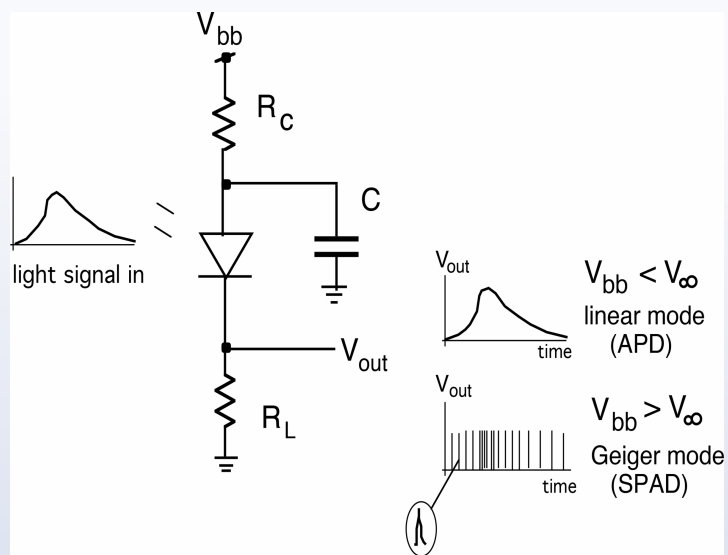 V_bb
R_c
C
light signal in
V_out
R_L
V_out
time
V_bb < V_∞
linear mode
(APD)
V_out
time
V_bb > V_∞
Geiger mode
(SPAD)